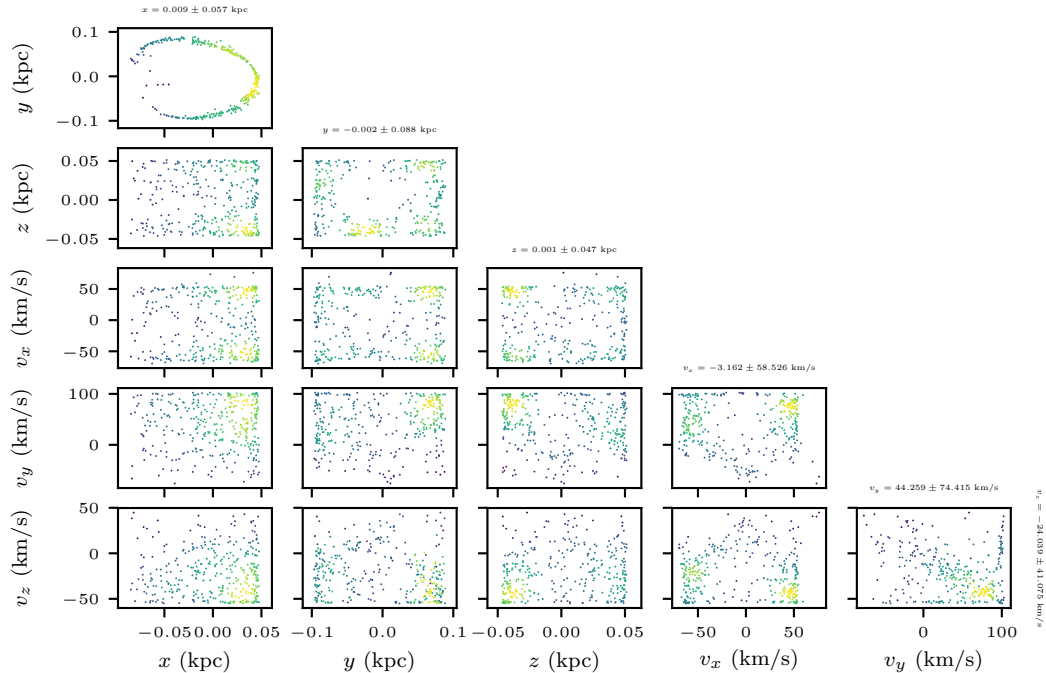 x = 0.009 ± 0.057 kpc
0.1
0.0
−0.1
y (kpc)
y = −0.002 ± 0.088 kpc
0.05
0.00
−0.05
z (kpc)
z = 0.001 ± 0.047 kpc
50
0
−50
v_x (km/s)
v_x = −3.162 ± 58.526 km/s
100
0
v_y (km/s)
v_y = 44.259 ± 74.415 km/s
v_z = −24.039 ± 41.075 km/s
50
0
−50
v_z (km/s)
−0.05 0.00 0.05
−0.1 0.0 0.1
−0.05 0.00 0.05
−50 0 50
0 100
x (kpc)
y (kpc)
z (kpc)
v_x (km/s)
v_y (km/s)